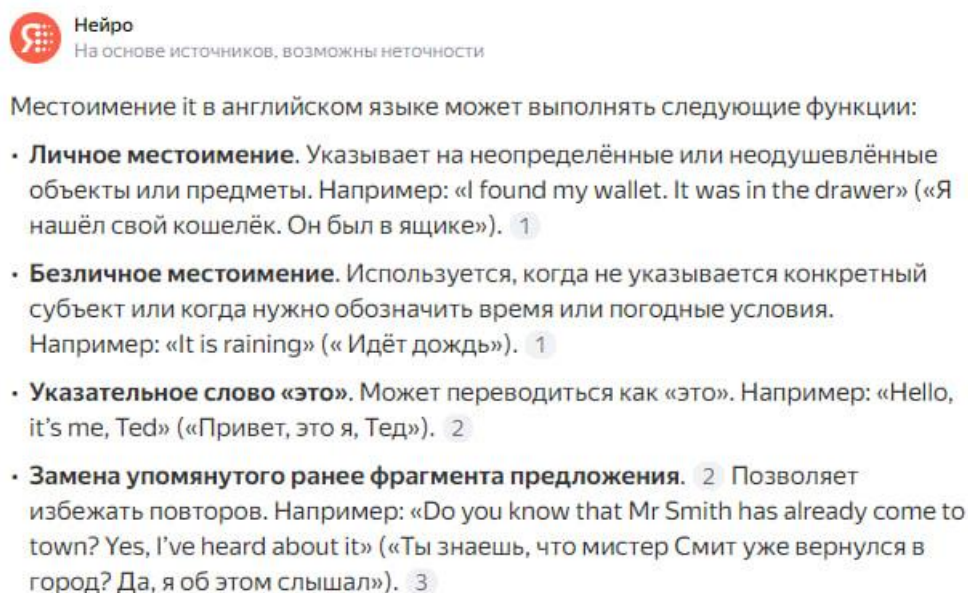 Нейро
На основе источников, возможны неточности
Местоимение it в английском языке может выполнять следующие функции:
• Личное местоимение. Указывает на неопределённые или неодушевлённые
объекты или предметы. Например: «I found my wallet. It was in the drawer» («Я
нашёл свой кошелёк. Он был в ящике»). 1
• Безличное местоимение. Используется, когда не указывается конкретный
субъект или когда нужно обозначить время или погодные условия.
Например: «It is raining» (« Идёт дождь»). 1
• Указательное слово «это». Может переводиться как «это». Например: «Hello,
it's me, Ted» («Привет, это я, Тед»). 2
• Замена упомянутого ранее фрагмента предложения. 2 Позволяет
избежать повторов. Например: «Do you know that Mr Smith has already come to
town? Yes, I've heard about it» («Ты знаешь, что мистер Смит уже вернулся в
город? Да, я об этом слышал»). 3